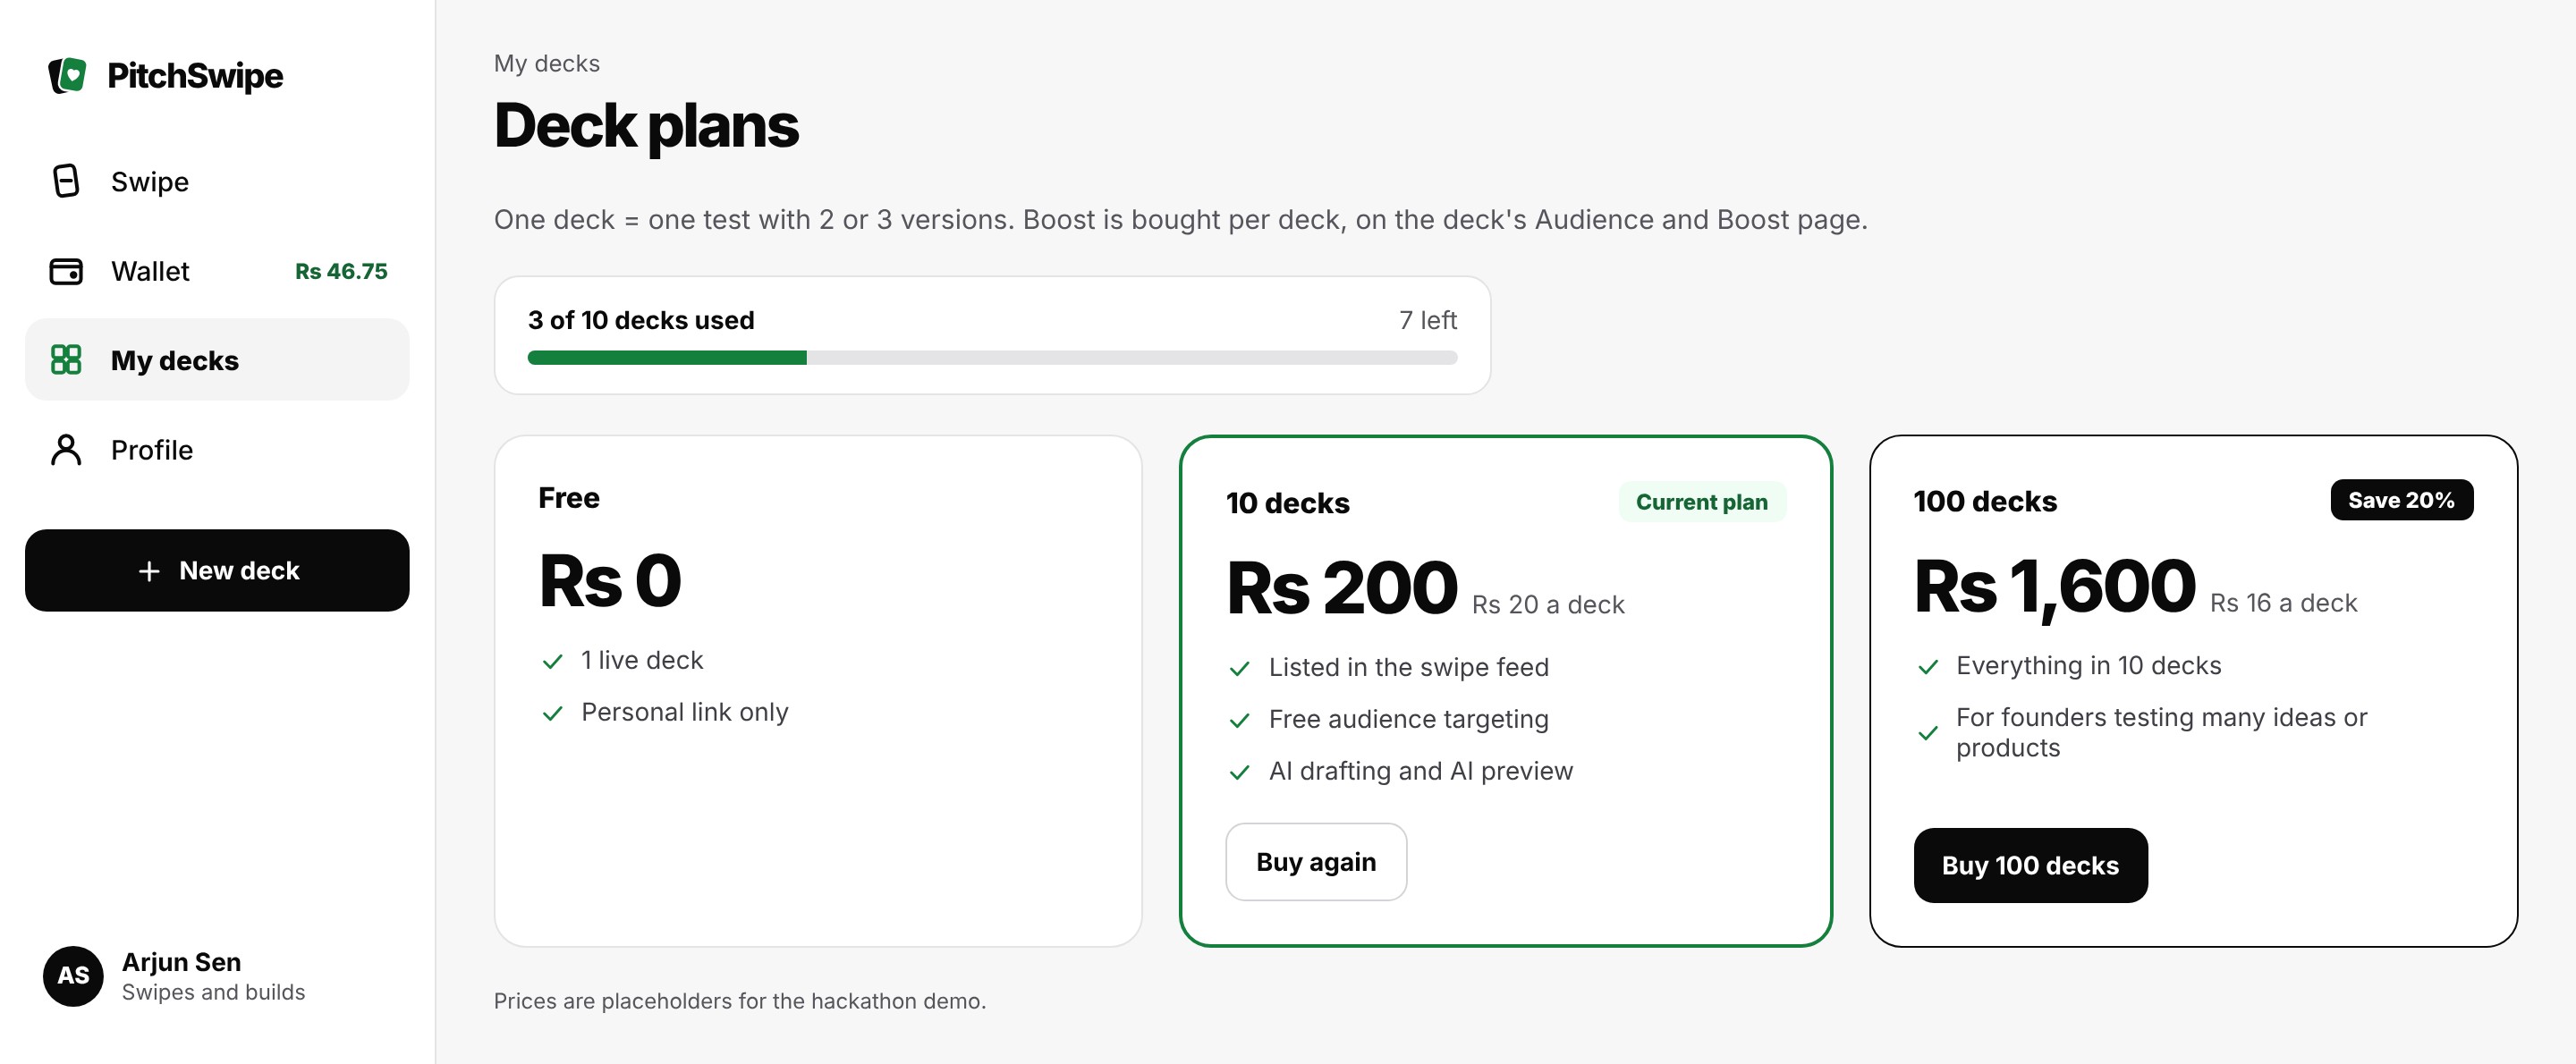 PitchSwipe
Swipe
Wallet Rs 46.75
My decks
Profile
+ New deck
AS
Arjun Sen
Swipes and builds
My decks
Deck plans
One deck = one test with 2 or 3 versions. Boost is bought per deck, on the deck's Audience and Boost page.
3 of 10 decks used 7 left
Free
Rs 0
1 live deck
Personal link only
10 decks Current plan
Rs 200 Rs 20 a deck
Listed in the swipe feed
Free audience targeting
AI drafting and AI preview
Buy again
100 decks Save 20%
Rs 1,600 Rs 16 a deck
Everything in 10 decks
For founders testing many ideas or
products
Buy 100 decks
Prices are placeholders for the hackathon demo.